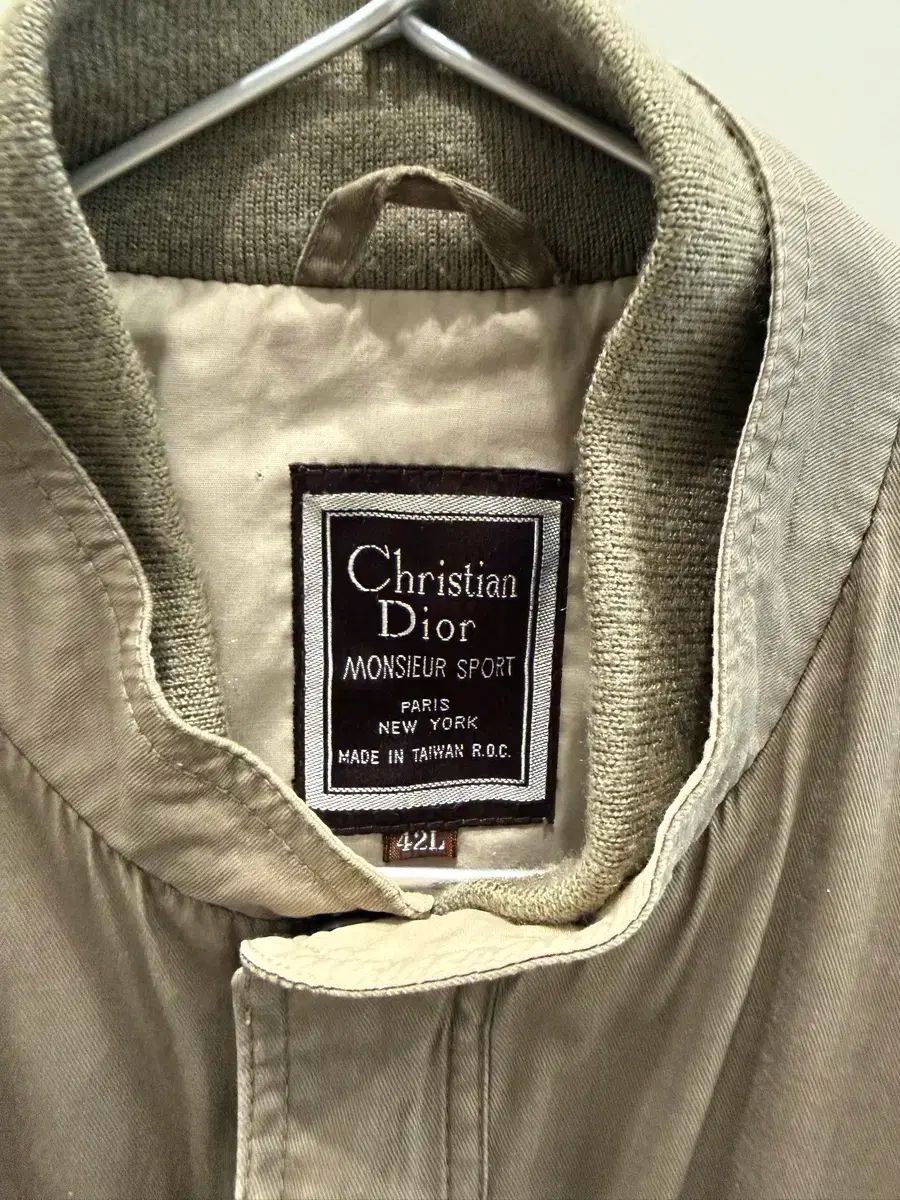 Christian
Dior
MONSIEUR SPORT
PARIS
NEW YORK
MADE IN TAIWAN R.O.C.
42L